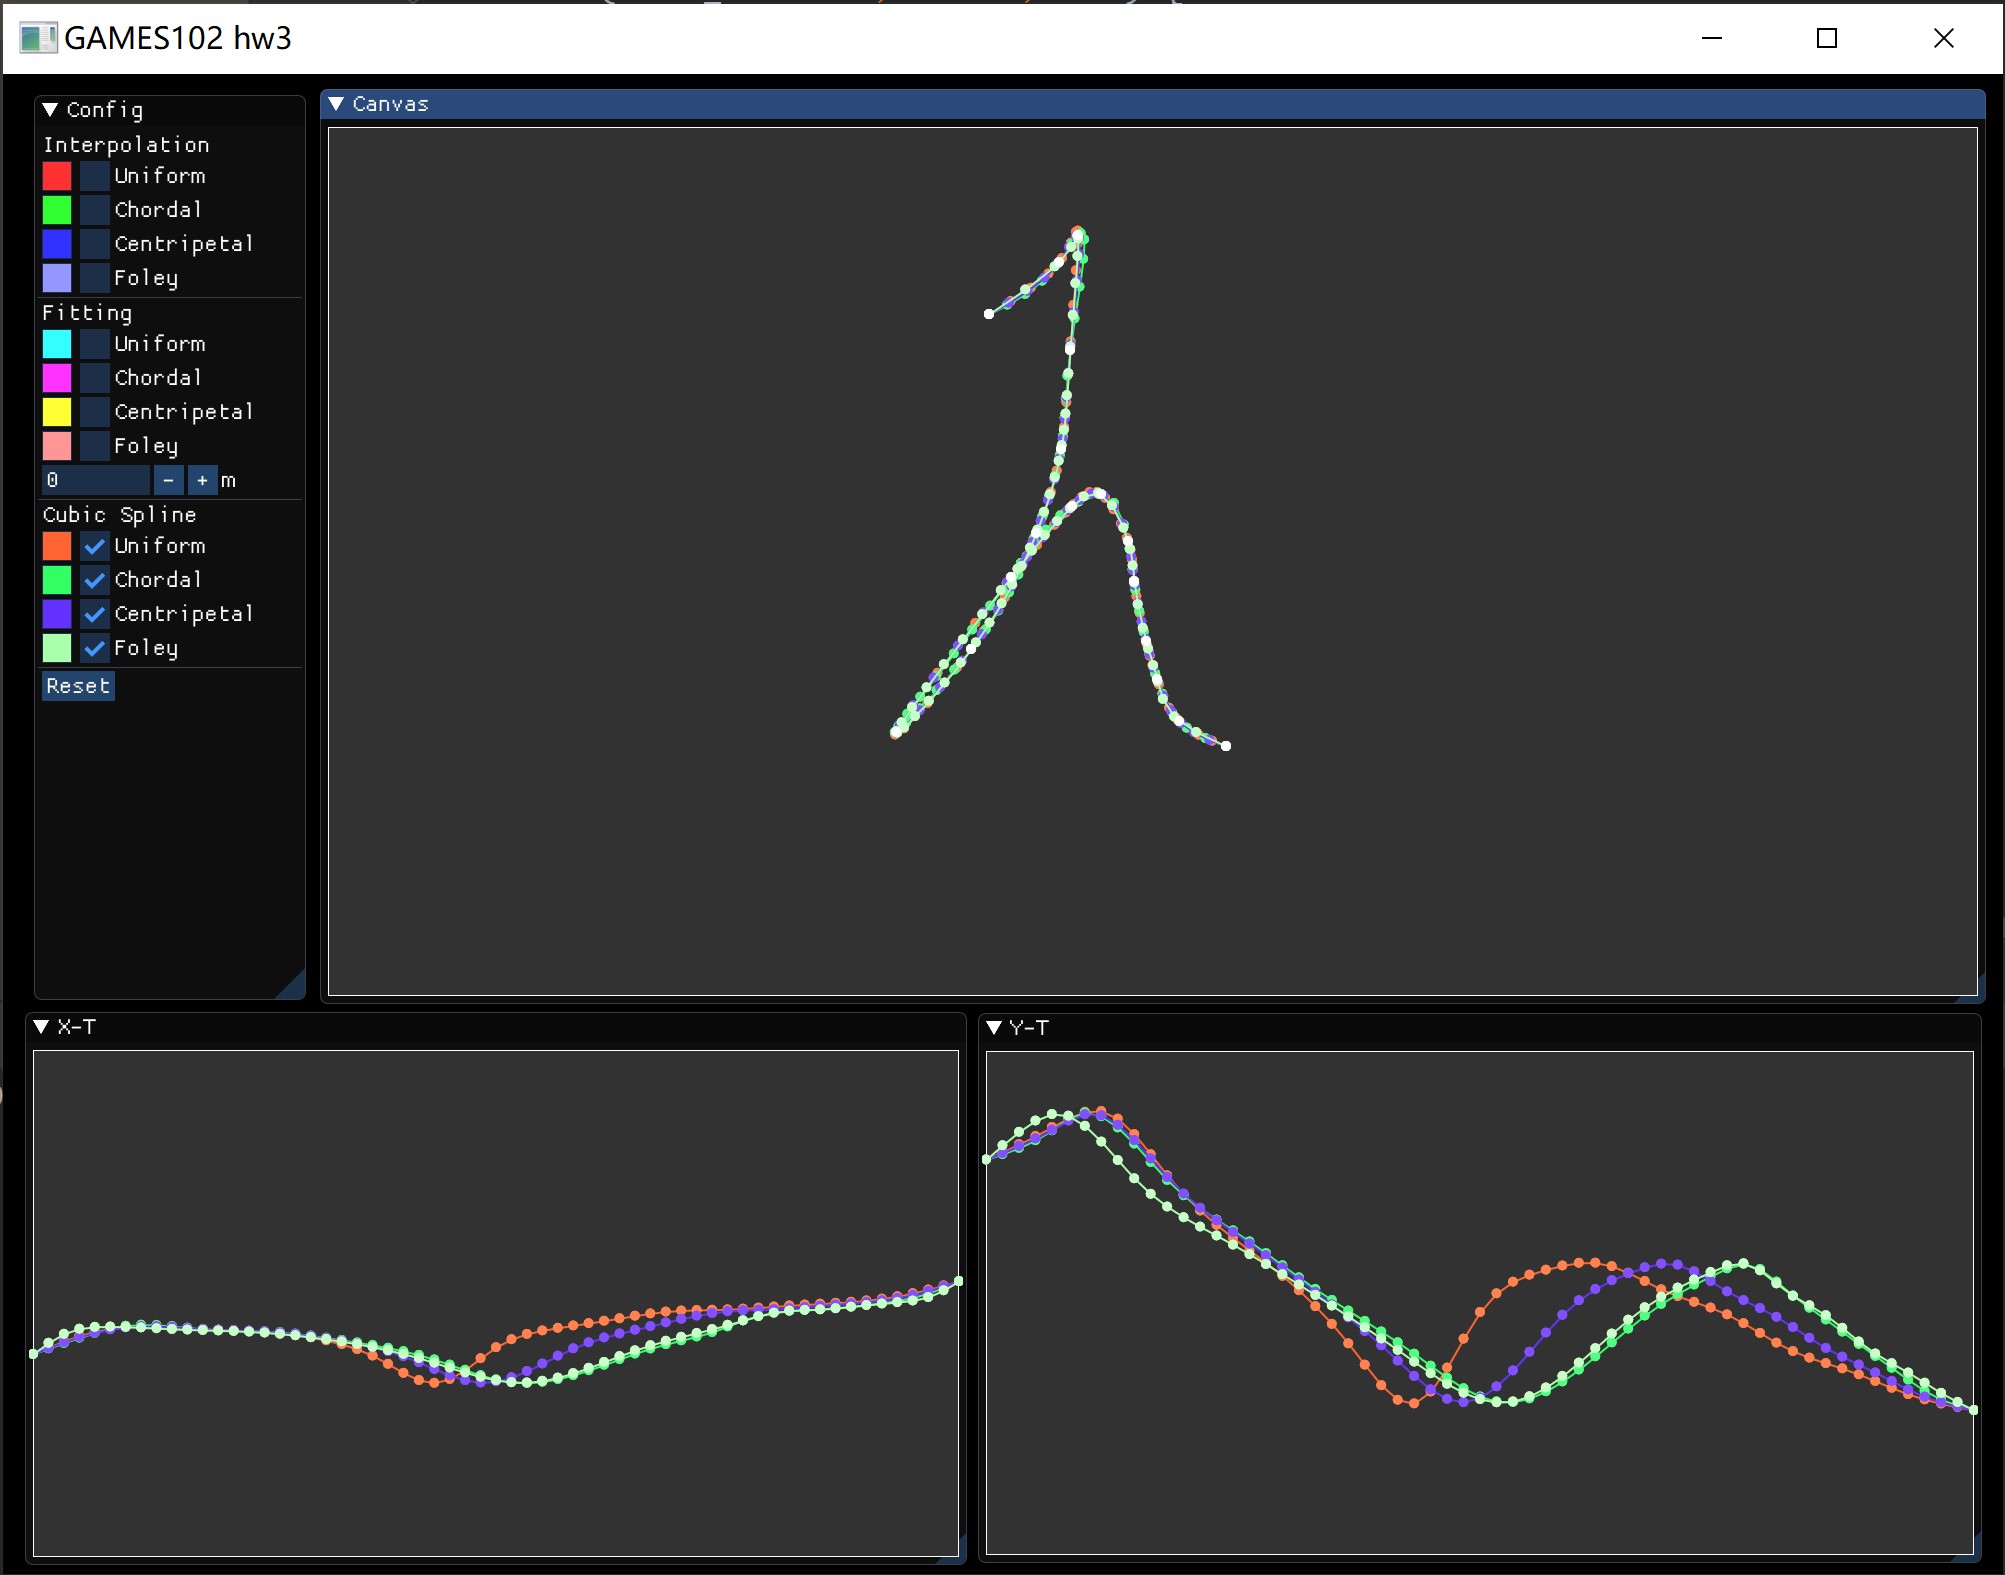 GAMES102 hw3
Config
Interpolation
Uniform
Chordal
Centripetal
Foley
Fitting
Uniform
Chordal
Centripetal
Foley
0 - + m
Cubic Spline
Uniform
Chordal
Centripetal
Foley
Reset
Canvas
X-T
Y-T